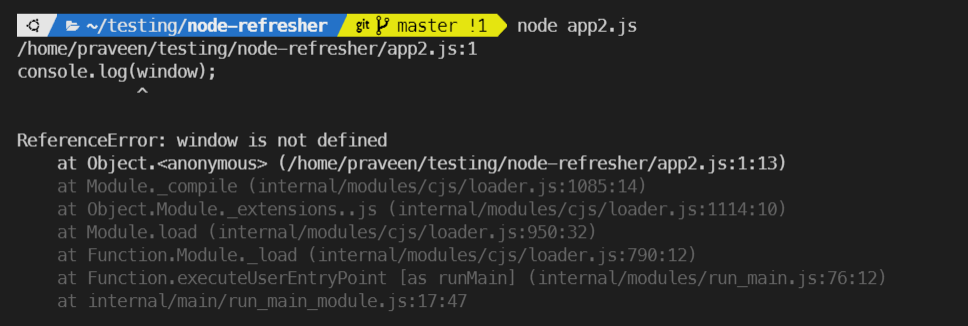 ~/testing/node-refresher git master !1 node app2.js
/home/praveen/testing/node-refresher/app2.js:1
console.log(window);
^
ReferenceError: window is not defined
at Object.<anonymous> (/home/praveen/testing/node-refresher/app2.js:1:13)
at Module._compile (internal/modules/cjs/loader.js:1085:14)
at Object.Module._extensions..js (internal/modules/cjs/loader.js:1114:10)
at Module.load (internal/modules/cjs/loader.js:950:32)
at Function.Module._load (internal/modules/cjs/loader.js:790:12)
at Function.executeUserEntryPoint [as runMain] (internal/modules/run_main.js:76:12)
at internal/main/run_main_module.js:17:47